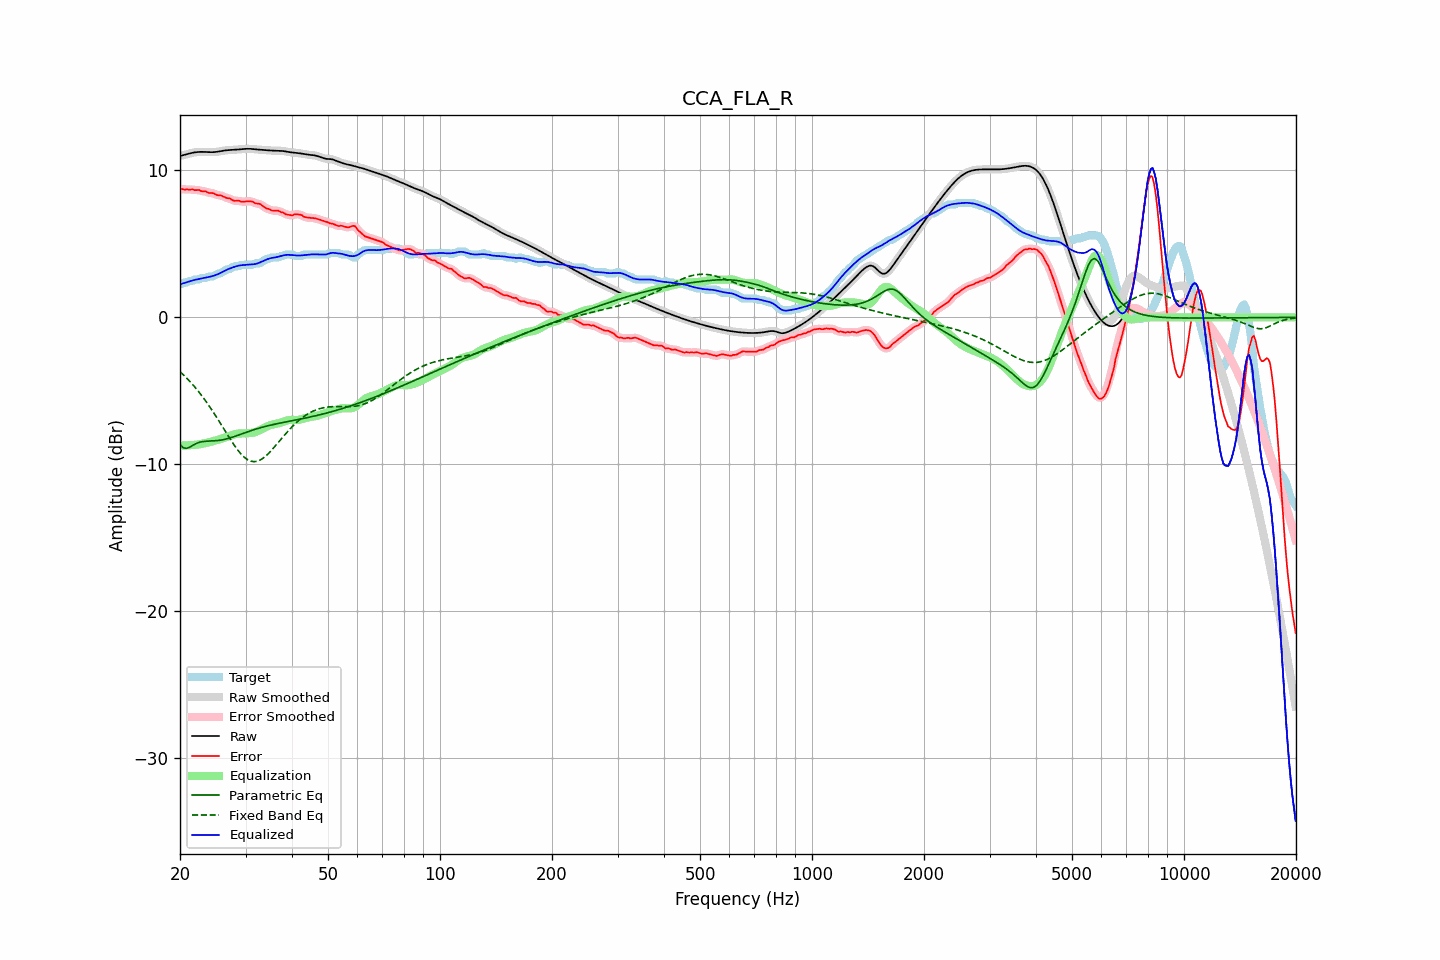 CCA_FLA_R
Amplitude (dBr)
10
0
−10
−20
−30
Target
Raw Smoothed
Error Smoothed
Raw
Error
Equalization
Parametric Eq
Fixed Band Eq
Equalized
20 50 100 200 500 1000 2000 5000 10000 20000
Frequency (Hz)